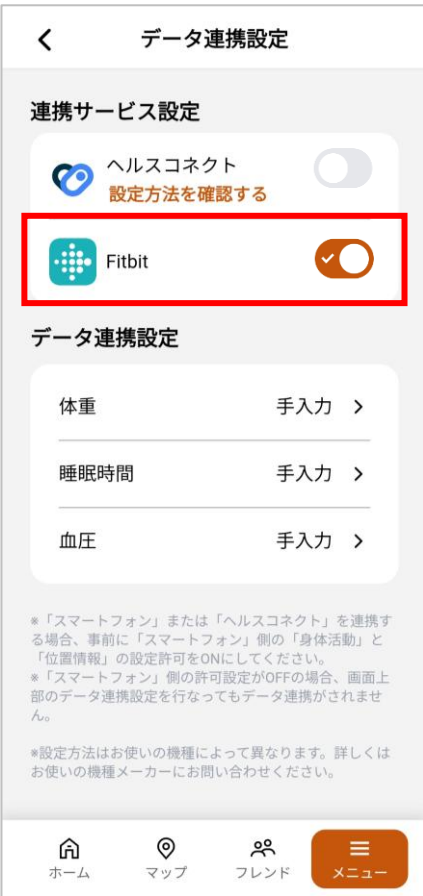 データ連携設定
連携サービス設定
ヘルスコネクト
設定方法を確認する
Fitbit
データ連携設定
体重 手入力
睡眠時間 手入力
血圧 手入力
※「スマートフォン」または「ヘルスコネクト」を連携す
る場合、事前に「スマートフォン」側の「身体活動」と
「位置情報」の設定許可をONにしてください。
※「スマートフォン」側の許可設定がOFFの場合、画面上
部のデータ連携設定を行なってもデータ連携がされませ
ん。
※設定方法はお使いの機種によって異なります。詳しくは
お使いの機種メーカーにお問い合わせください。
ホーム マップ フレンド メニュー